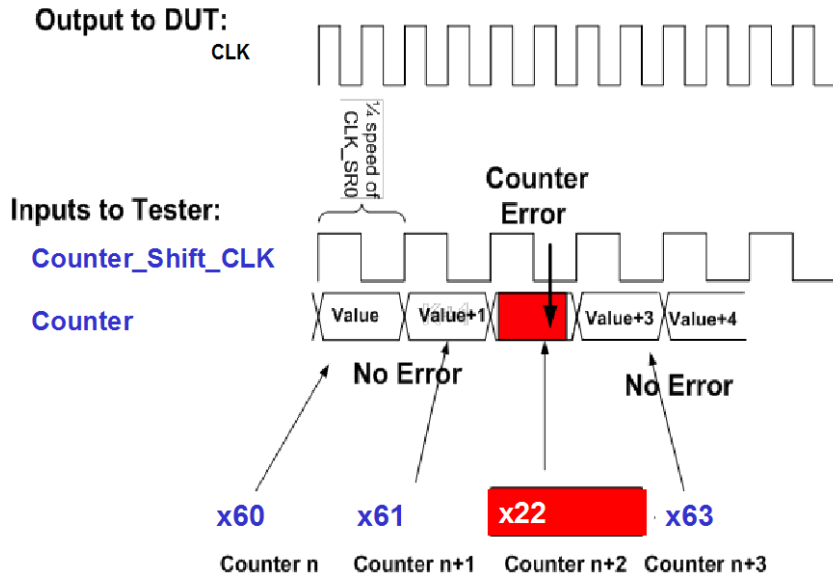 Output to DUT:
CLK
¼ speed of
CLK_SR0
Counter
Error
Inputs to Tester:
Counter_Shift_CLK
Counter
Value
Value+1
Value+3
Value+4
No Error
No Error
x60
x61
x22
x63
Counter n
Counter n+1
Counter n+2
Counter n+3